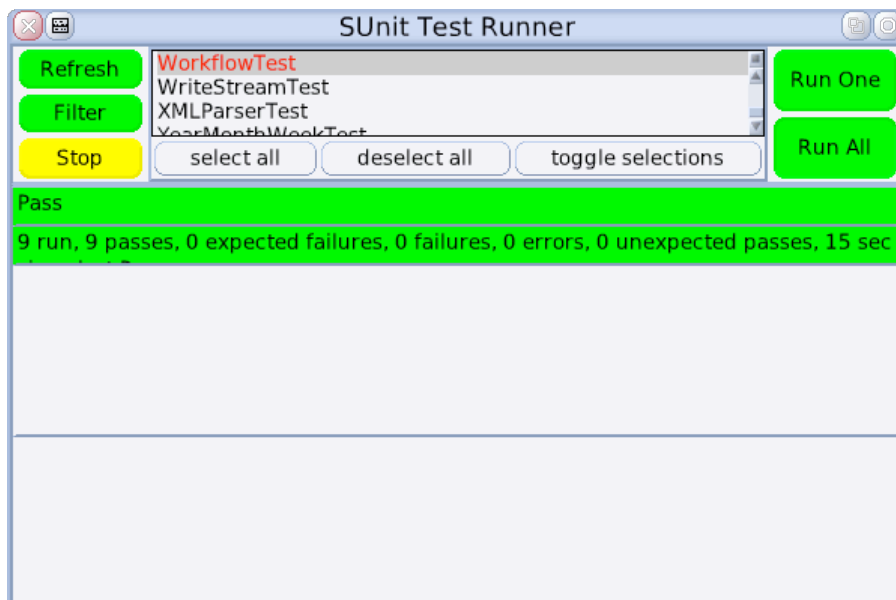 SUnit Test Runner
Refresh
Filter
Stop
WorkflowTest
WriteStreamTest
XMLParserTest
YearMonthWeekTest
select all
deselect all
toggle selections
Run One
Run All
Pass
9 run, 9 passes, 0 expected failures, 0 failures, 0 errors, 0 unexpected passes, 15 sec